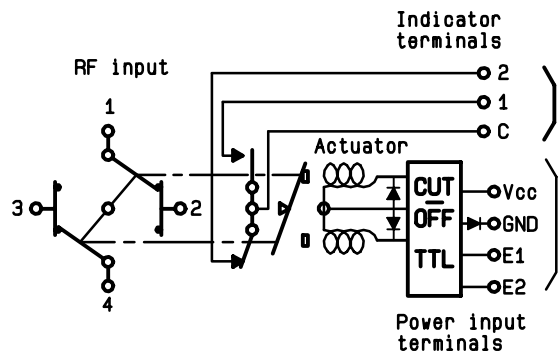 Indicator
terminals
RF input
2
1
1
C
Actuator
CUT
OFF
TTL
Vcc
GND
E1
E2
3
2
4
Power input
terminals